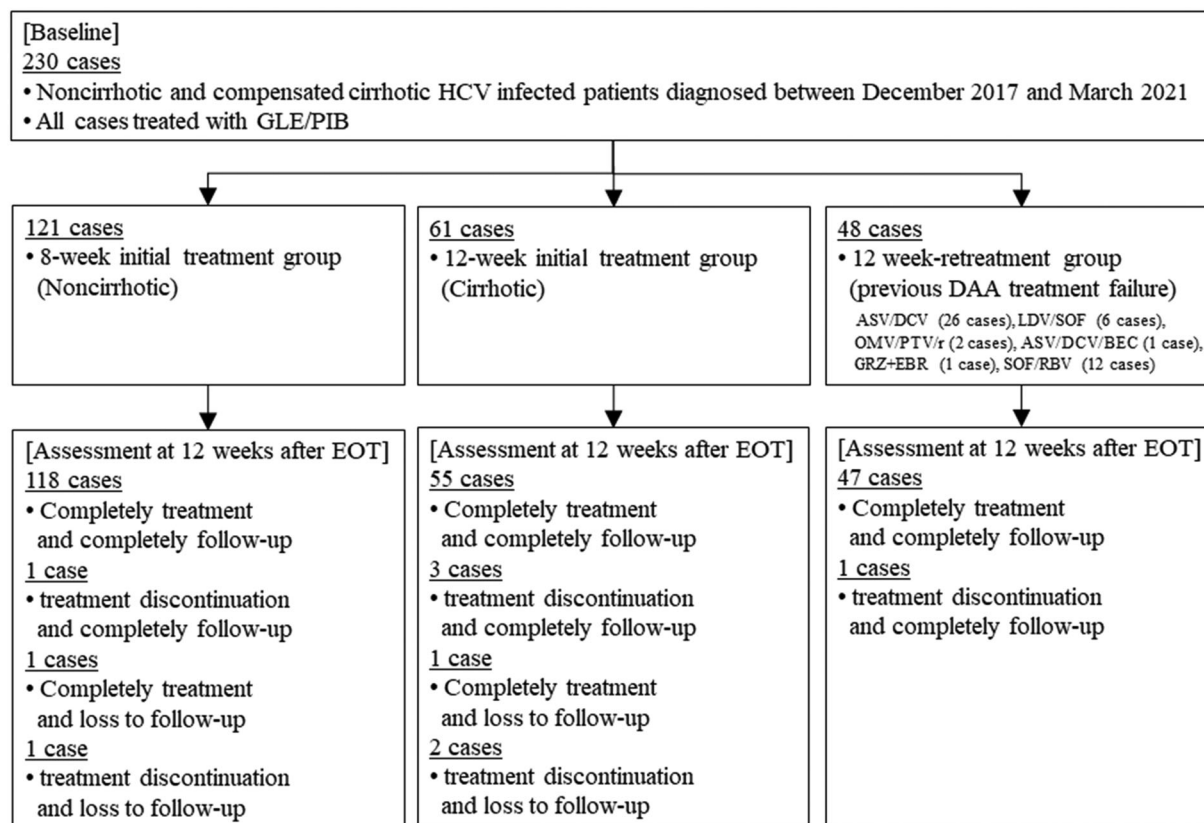 [Baseline]
230 cases
• Noncirrhotic and compensated cirrhotic HCV infected patients diagnosed between December 2017 and March 2021
• All cases treated with GLE/PIB
121 cases
• 8-week initial treatment group
(Noncirrhotic)
61 cases
• 12-week initial treatment group
(Cirrhotic)
48 cases
• 12 week-retreatment group
(previous DAA treatment failure)
ASV/DCV (26 cases), LDV/SOF (6 cases),
OMV/PTV/r (2 cases), ASV/DCV/BEC (1 case),
GRZ+EBR (1 case), SOF/RBV (12 cases)
[Assessment at 12 weeks after EOT]
118 cases
• Completely treatment
and completely follow-up
1 case
• treatment discontinuation
and completely follow-up
1 cases
• Completely treatment
and loss to follow-up
1 case
• treatment discontinuation
and loss to follow-up
[Assessment at 12 weeks after EOT]
55 cases
• Completely treatment
and completely follow-up
3 cases
• treatment discontinuation
and completely follow-up
1 case
• Completely treatment
and loss to follow-up
2 cases
• treatment discontinuation
and loss to follow-up
[Assessment at 12 weeks after EOT]
47 cases
• Completely treatment
and completely follow-up
1 cases
• treatment discontinuation
and completely follow-up